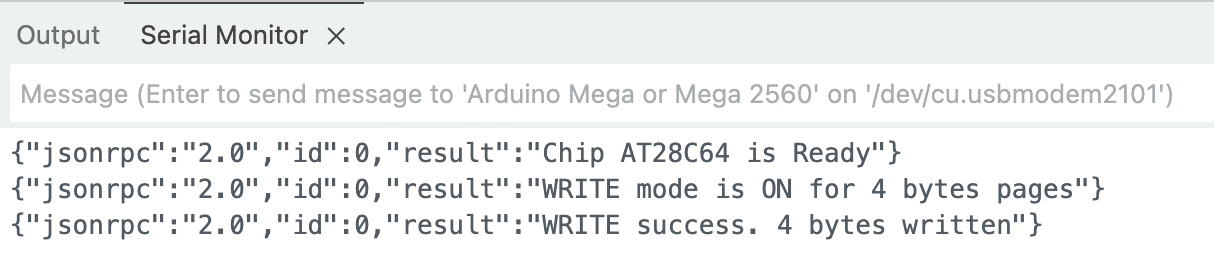 Output Serial Monitor ×
Message (Enter to send message to 'Arduino Mega or Mega 2560' on '/dev/cu.usbmodem2101')
{"jsonrpc":"2.0","id":0,"result":"Chip AT28C64 is Ready"}
{"jsonrpc":"2.0","id":0,"result":"WRITE mode is ON for 4 bytes pages"}
{"jsonrpc":"2.0","id":0,"result":"WRITE success. 4 bytes written"}